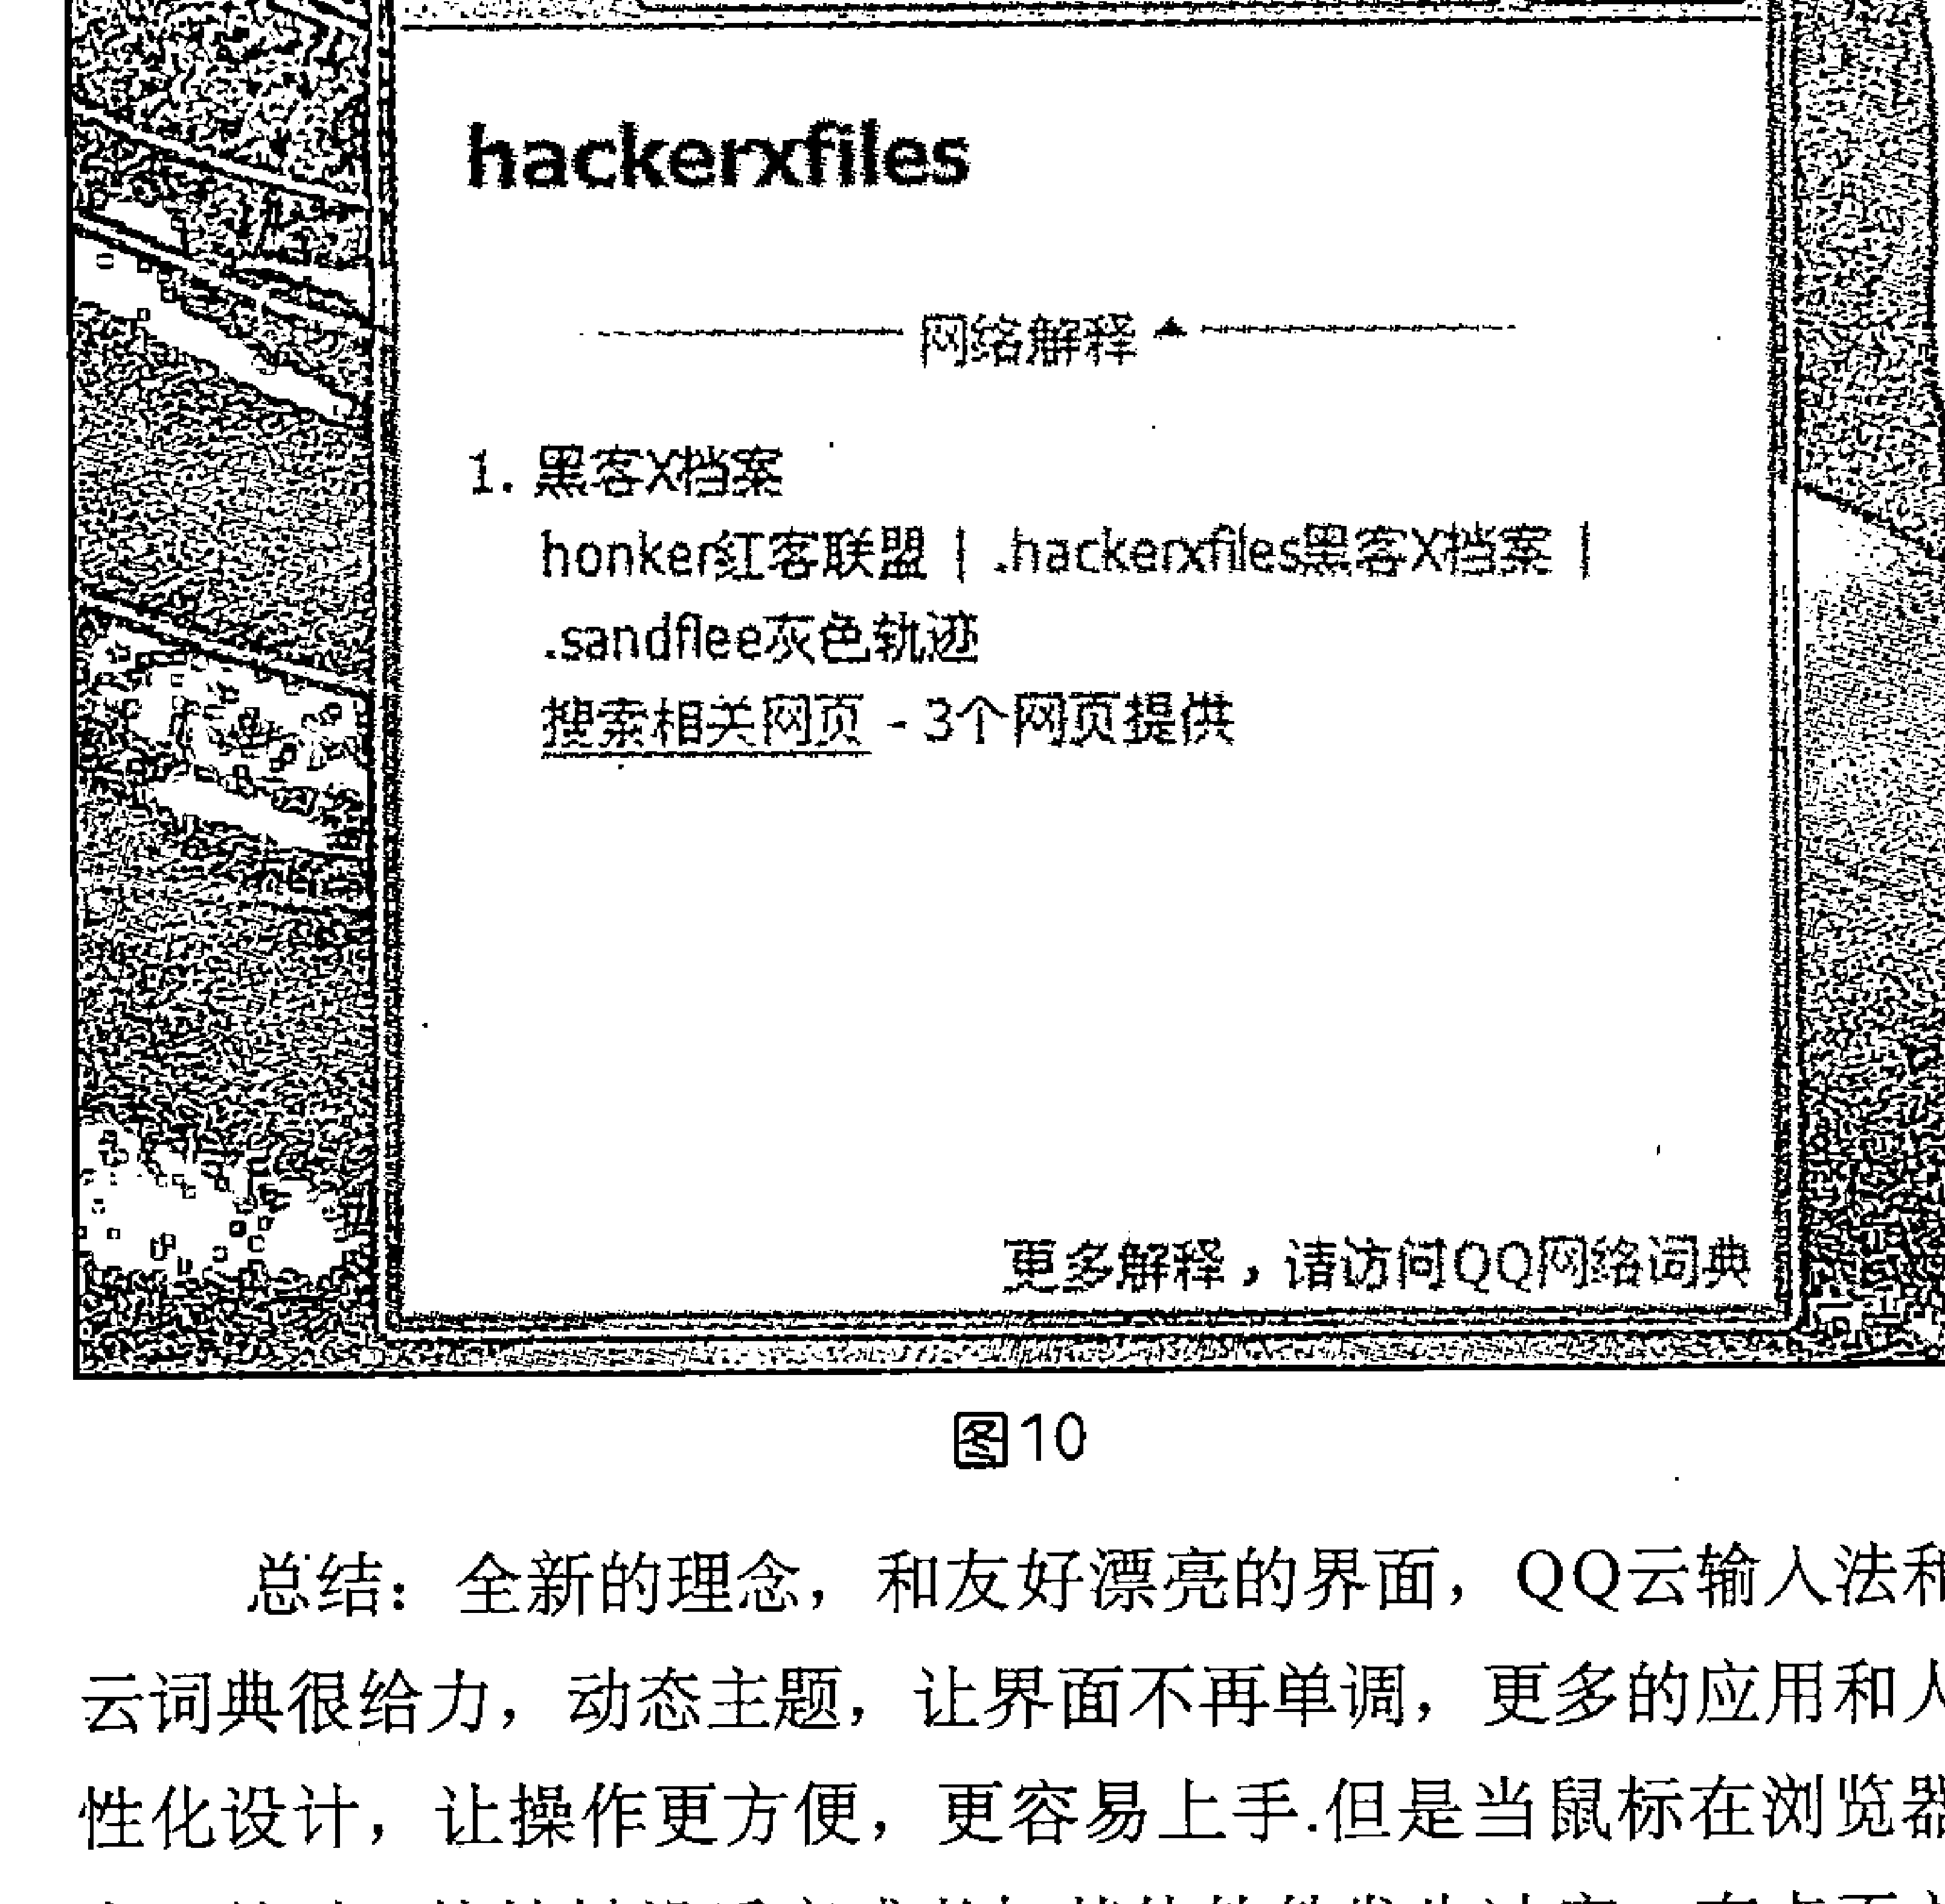 hackerxfiles
网络解释
1. 黑客X档案
honker红客联盟 | .hackerxfiles黑客X档案 |
.sandflee灰色轨迹
搜索相关网页 - 3个网页提供
更多解释，请访问QQ网络词典
图10
总结：全新的理念，和友好漂亮的界面，QQ云输入法和
云词典很给力，动态主题，让界面不再单调，更多的应用和人
性化设计，让操作更方便，更容易上手.但是当鼠标在浏览器